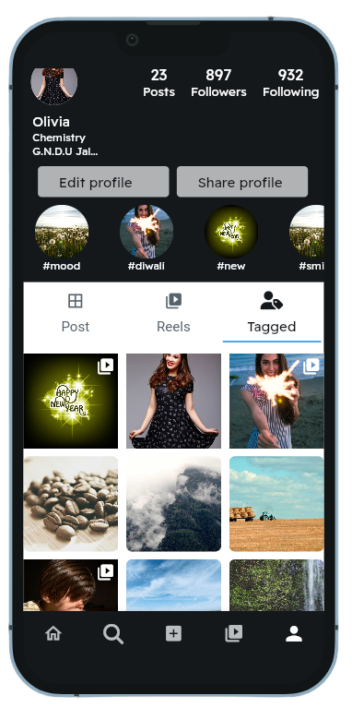 23 897 932
Posts Followers Following
Olivia
Chemistry
G.N.D.U Jal...
Edit profile Share profile
#mood #diwali #new #smi
Post Reels Tagged
HAPPY
NEW
YEAR